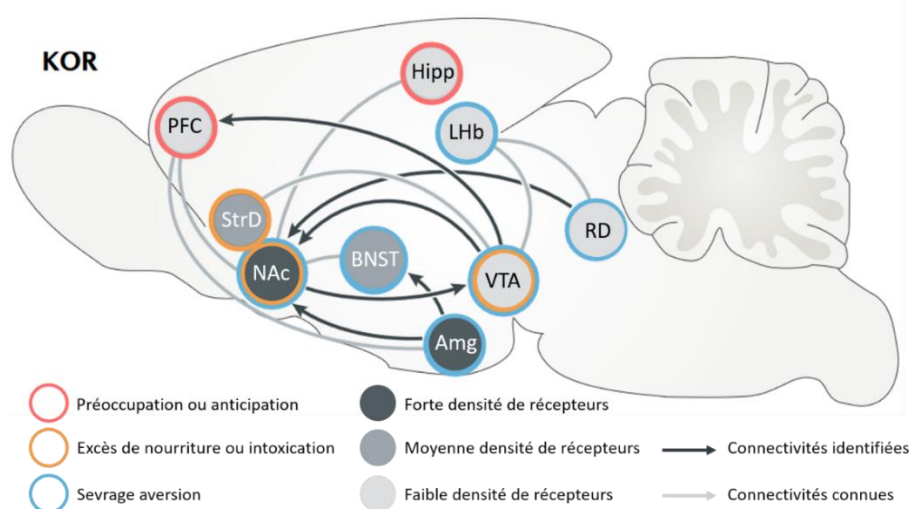 KOR
Hipp
PFC
LHb
StrD
RD
NAc
BNST
VTA
Amg
Préoccupation ou anticipation
Forte densité de récepteurs
Excès de nourriture ou intoxication
Moyenne densité de récepteurs
Connectivités identifiées
Sevrage aversion
Faible densité de récepteurs
Connectivités connues